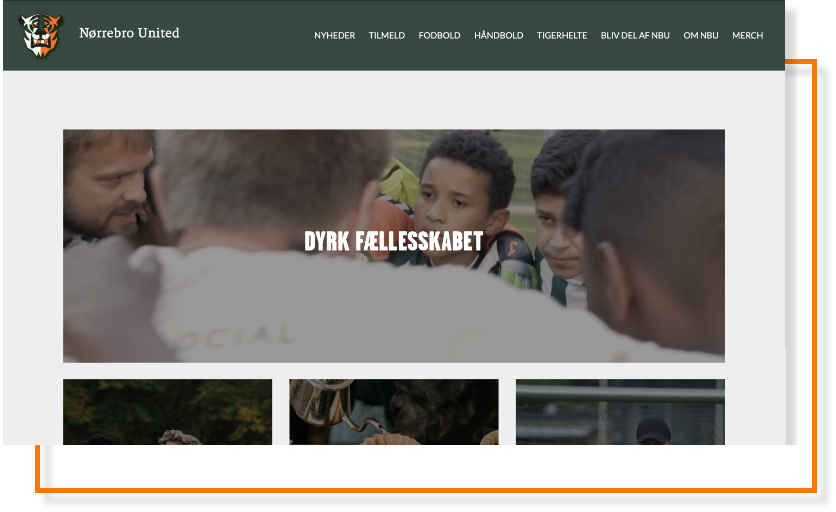 Nørrebro United
NYHEDER TILMELD FODBOLD HÅNDBOLD TIGERHELTE BLIV DEL AF NBU OM NBU MERCH
DYRK FÆLLESSKABET
OCIAL